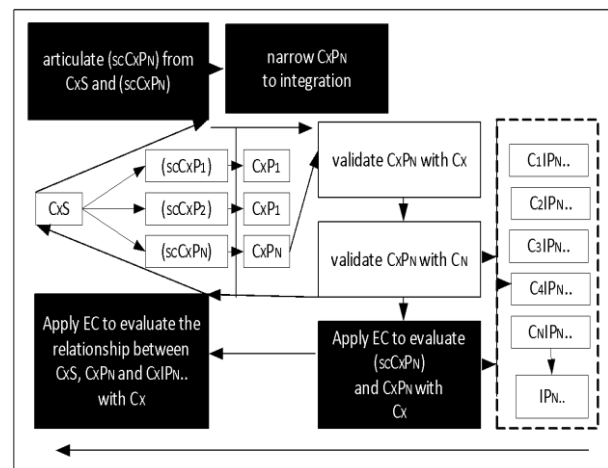 articulate (scCxPN) from
CxS and (scCxPN)
narrow CxPN
to integration
CxS
(scCxP1)
CxP1
(scCxP2)
CxP1
(scCxPN)
CxPN
validate CxPN with Cx
validate CxPN with CN
C1IPN..
C2IPN..
C3IPN..
C4IPN..
CNIPN..
IPN..
Apply EC to evaluate the
relationship between
CxS, CxPN and CxIPN..
with Cx
Apply EC to evaluate
(scCxPN)
and CxPN with
Cx